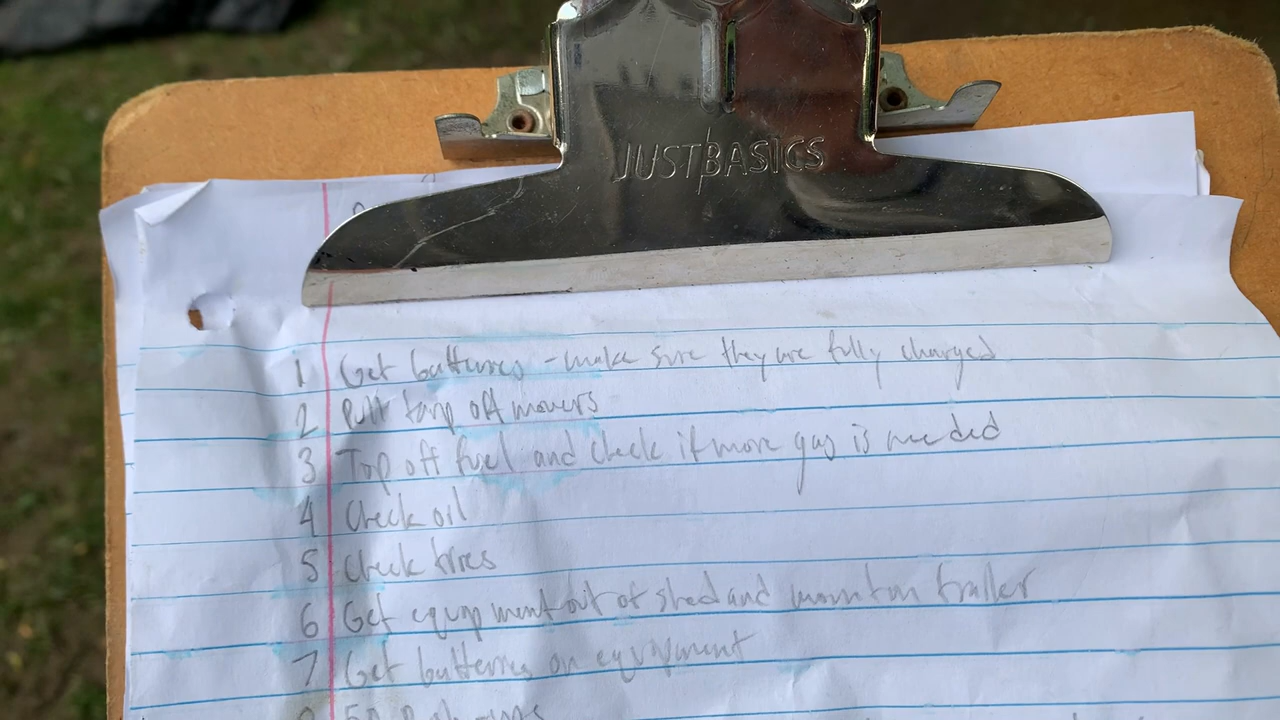 JUSTBASICS
1 Get batteries - make sure they are fully charged
2 Pull tarp off mowers
3 Top off fuel and check if more gas is needed
4 Check oil
5 Check tires
6 Get equipment out of shed and mount on trailer
7 Get batteries on equipment
8